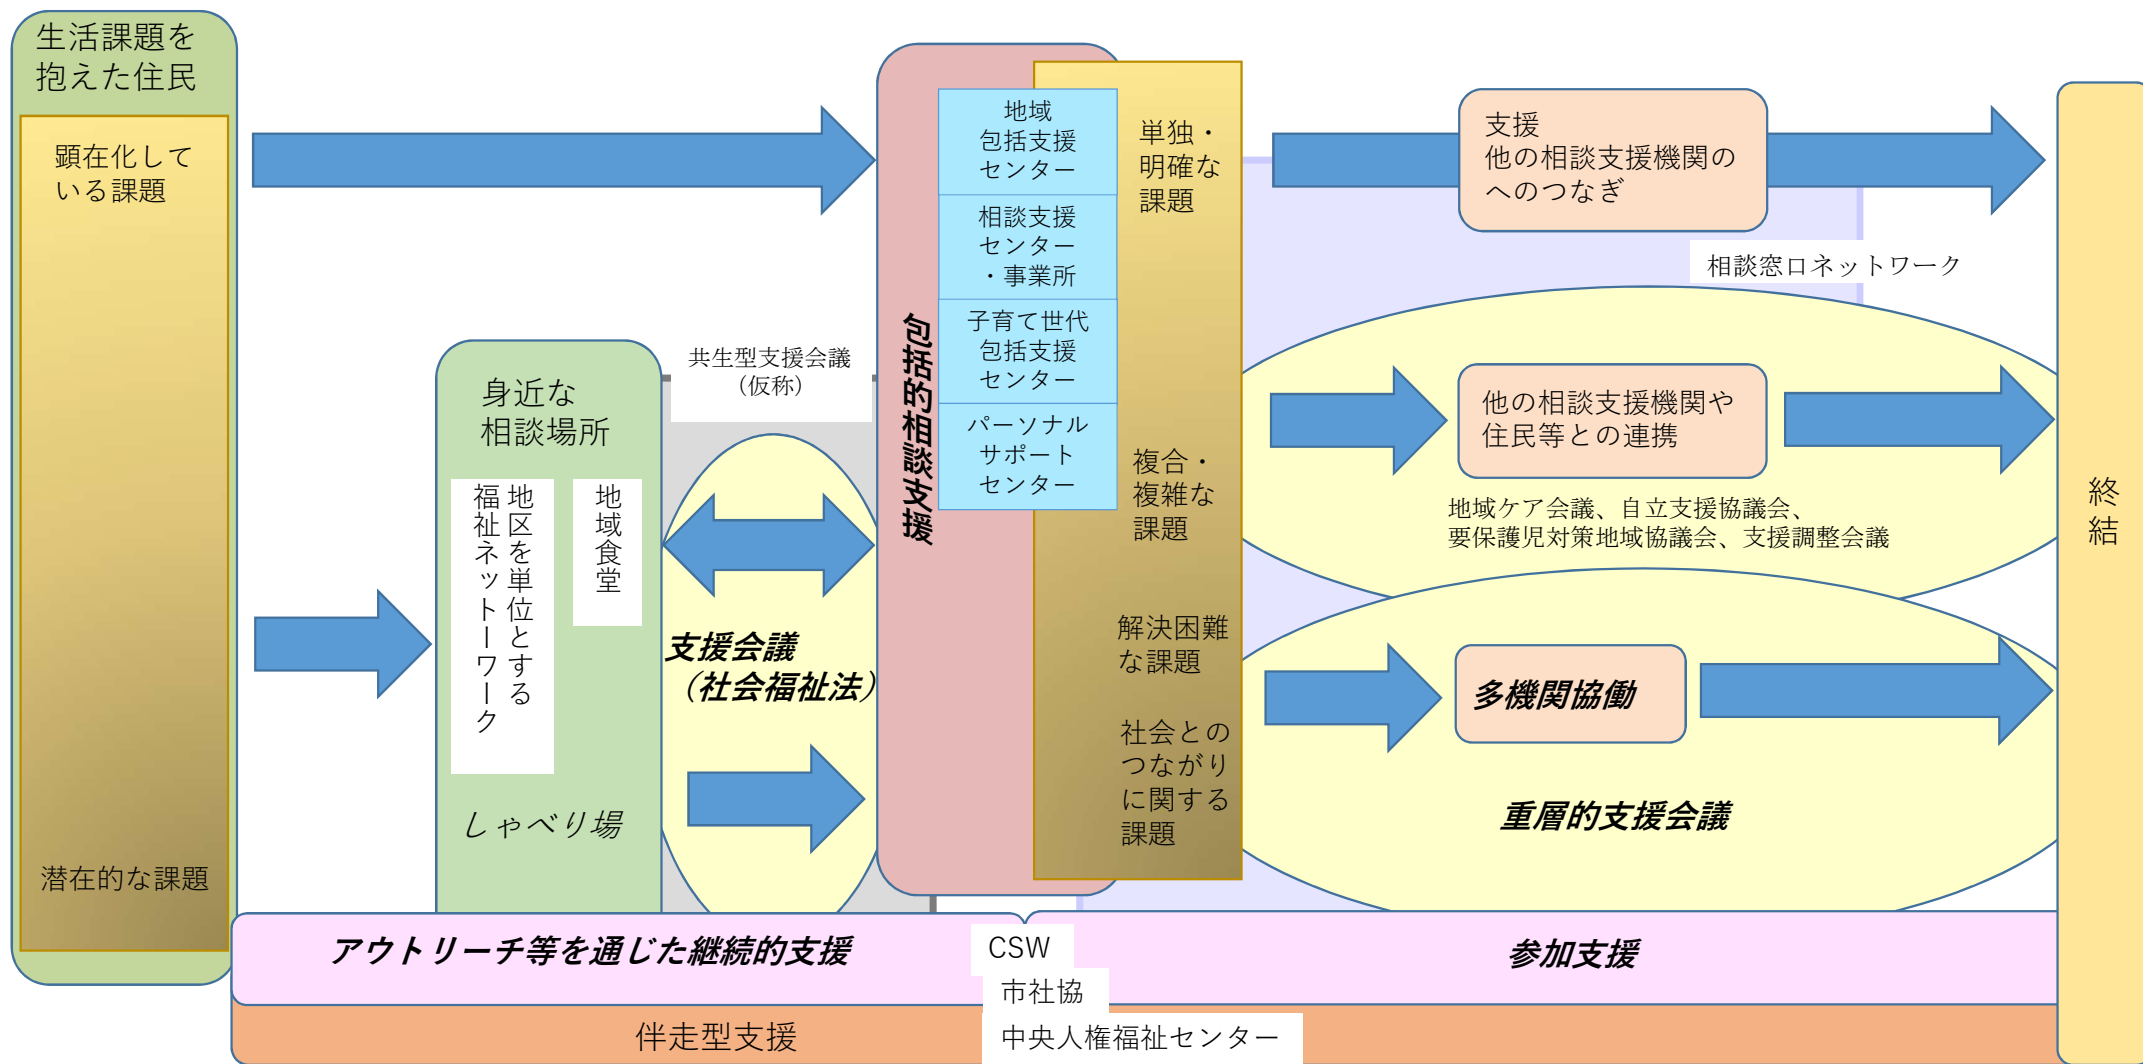 生活課題を
抱えた住民
顕在化して
いる課題
潜在的な課題
身近な
相談場所
地区を単位とする
福祉ネットーワーク
地域食堂
しゃべり場
共生型支援会議
（仮称）
支援会議
（社会福祉法）
包括的相談支援
地域
包括支援
センター
相談支援
センター
・事業所
子育て世代
包括支援
センター
パーソナル
サポート
センター
単独・
明確な
課題
複合・
複雑な
課題
解決困難
な課題
社会との
つながり
に関する
課題
支援
他の相談支援機関の
へのつなぎ
相談窓口ネットワーク
他の相談支援機関や
住民等との連携
地域ケア会議、自立支援協議会、
要保護児対策地域協議会、支援調整会議
多機関協働
重層的支援会議
終結
アウトリーチ等を通じた継続的支援
CSW
参加支援
市社協
伴走型支援
中央人権福祉センター